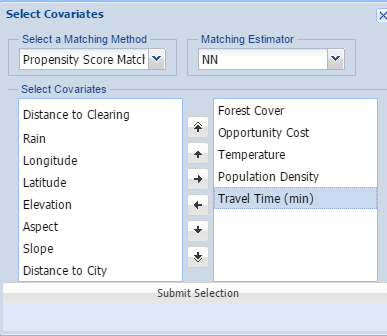 Select Covariates
Select a Matching Method
Matching Estimator
Propensity Score Matcl
NN
Select Covariates
Distance to Clearing
Rain
Longitude
Latitude
Elevation
Aspect
Slope
Distance to City
Forest Cover
Opportunity Cost
Temperature
Population Density
Travel Time (min)
Submit Selection